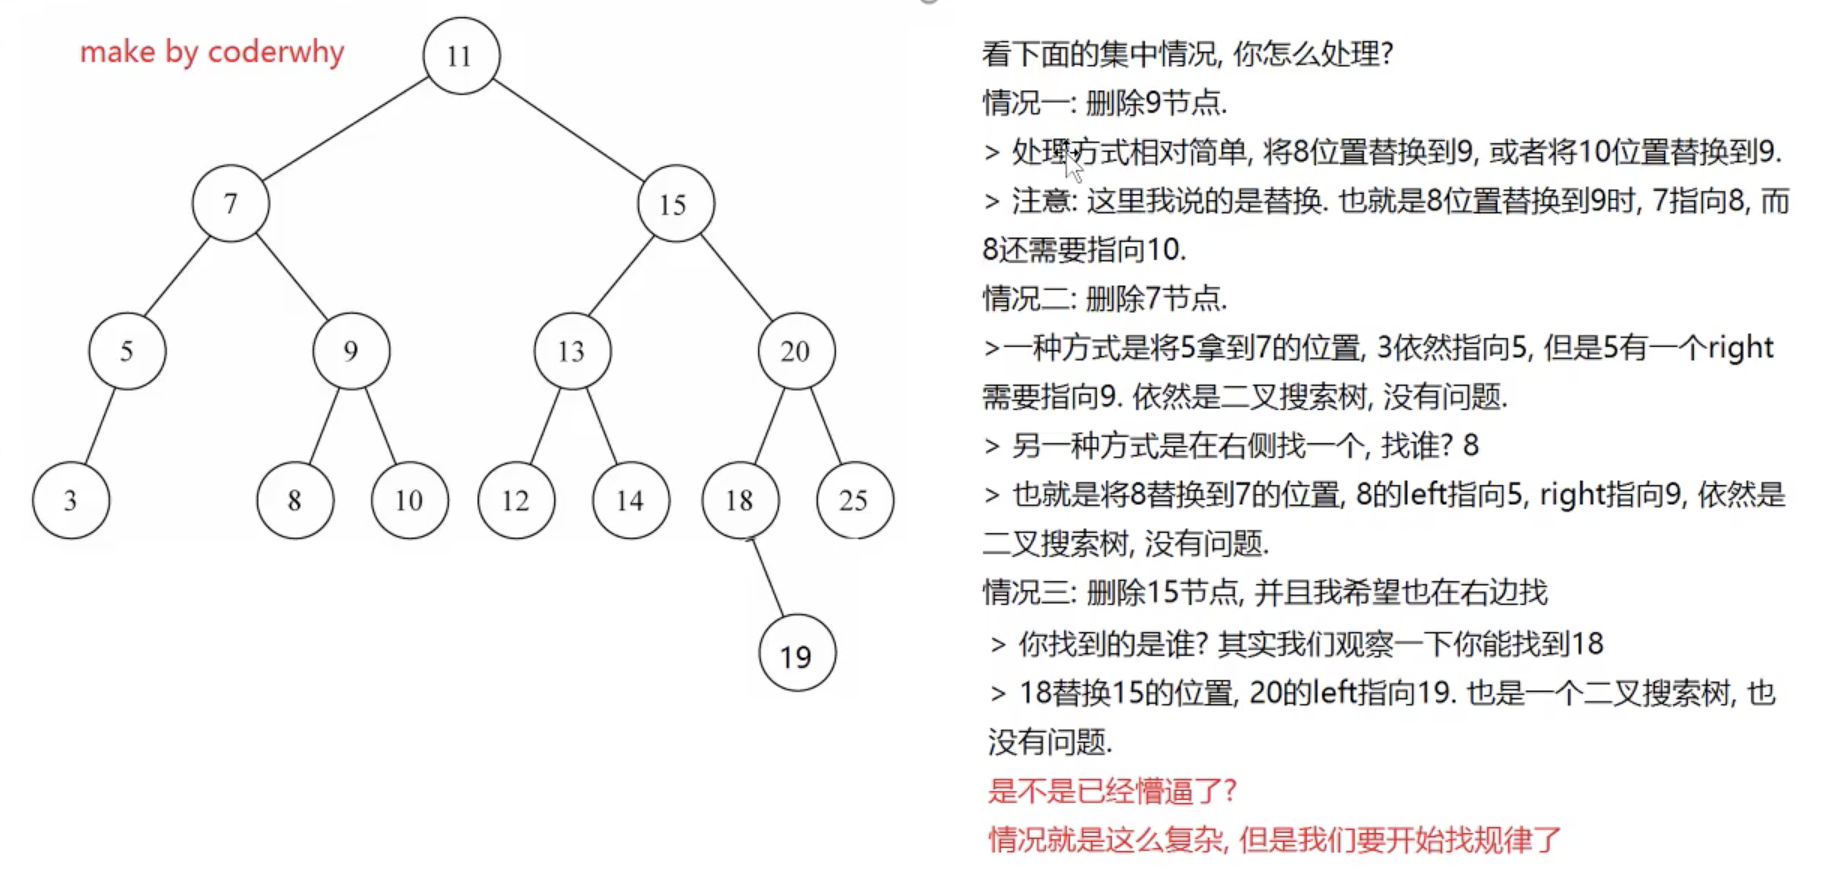 make by coderwhy
11
7
15
5
9
13
20
3
8
10
12
14
18
25
19
看下面的集中情况, 你怎么处理?
情况一: 删除9节点.
> 处理方式相对简单, 将8位置替换到9, 或者将10位置替换到9.
> 注意: 这里我说的是替换. 也就是8位置替换到9时, 7指向8, 而
8还需要指向10.
情况二: 删除7节点.
>一种方式是将5拿到7的位置, 3依然指向5, 但是5有一个right
需要指向9. 依然是二叉搜索树, 没有问题.
> 另一种方式是在右侧找一个, 找谁? 8
> 也就是将8替换到7的位置, 8的left指向5, right指向9, 依然是
二叉搜索树, 没有问题.
情况三: 删除15节点, 并且我希望也在右边找
> 你找到的是谁? 其实我们观察一下你能找到18
> 18替换15的位置, 20的left指向19. 也是一个二叉搜索树, 也
没有问题.
是不是已经懵逼了?
情况就是这么复杂, 但是我们要开始找规律了